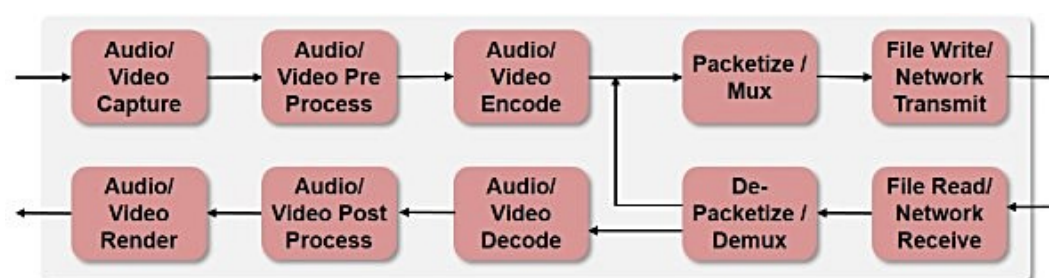 Audio/
Video
Capture
Audio/
Video Pre
Process
Audio/
Video
Encode
Packetize /
Mux
File Write/
Network
Transmit
Audio/
Video
Render
Audio/
Video Post
Process
Audio/
Video
Decode
De-
Packetize /
Demux
File Read/
Network
Receive